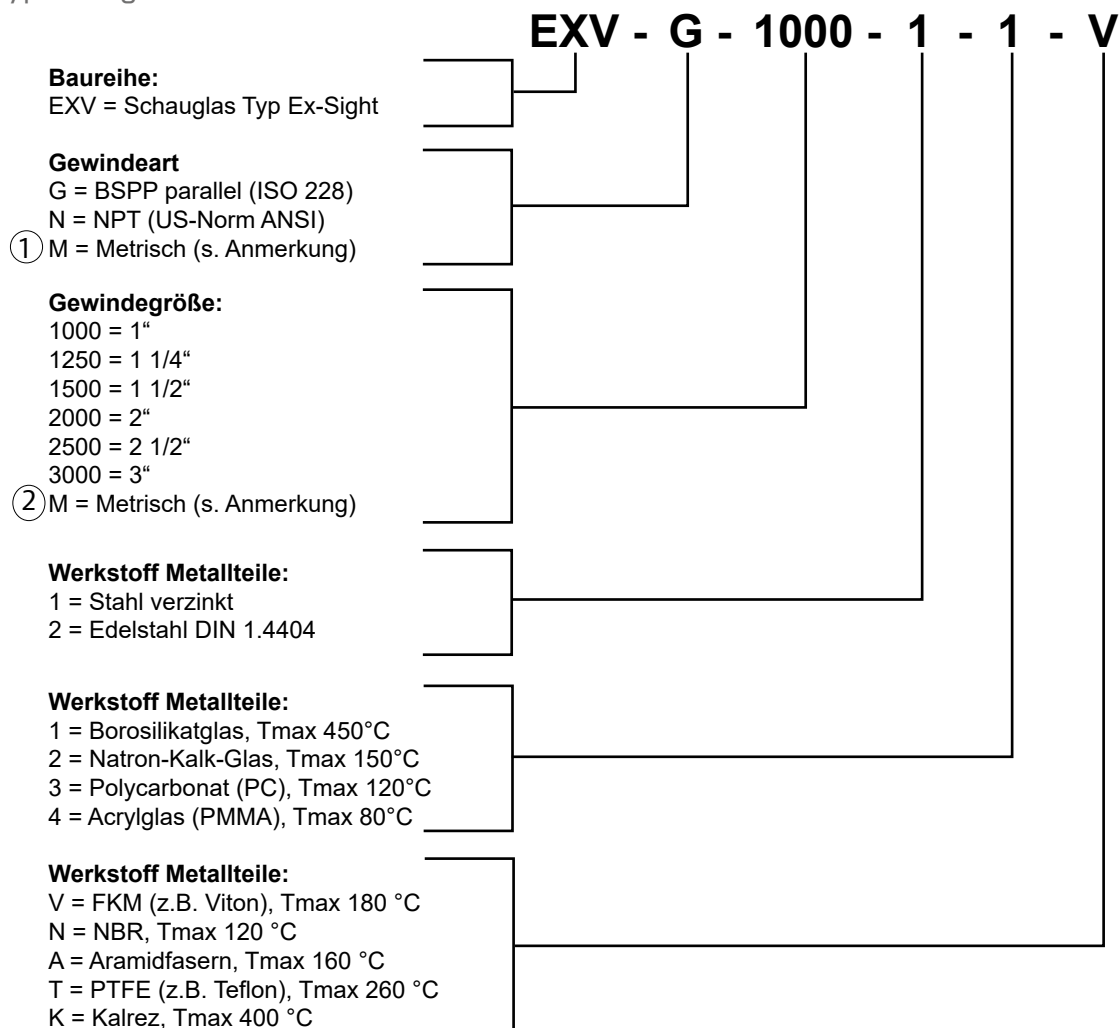 EXV - G - 1000 - 1 - 1 - V
Baureihe:
EXV = Schauglas Typ Ex-Sight
Gewindeart
G = BSPP parallel (ISO 228)
N = NPT (US-Norm ANSI)
① M = Metrisch (s. Anmerkung)
Gewindegröße:
1000 = 1“
1250 = 1 1/4“
1500 = 1 1/2“
2000 = 2“
2500 = 2 1/2“
3000 = 3“
② M = Metrisch (s. Anmerkung)
Werkstoff Metallteile:
1 = Stahl verzinkt
2 = Edelstahl DIN 1.4404
Werkstoff Metallteile:
1 = Borosilikatglas, Tmax 450°C
2 = Natron-Kalk-Glas, Tmax 150°C
3 = Polycarbonat (PC), Tmax 120°C
4 = Acrylglas (PMMA), Tmax 80°C
Werkstoff Metallteile:
V = FKM (z.B. Viton), Tmax 180 °C
N = NBR, Tmax 120 °C
A = Aramidfasern, Tmax 160 °C
T = PTFE (z.B. Teflon), Tmax 260 °C
K = Kalrez, Tmax 400 °C